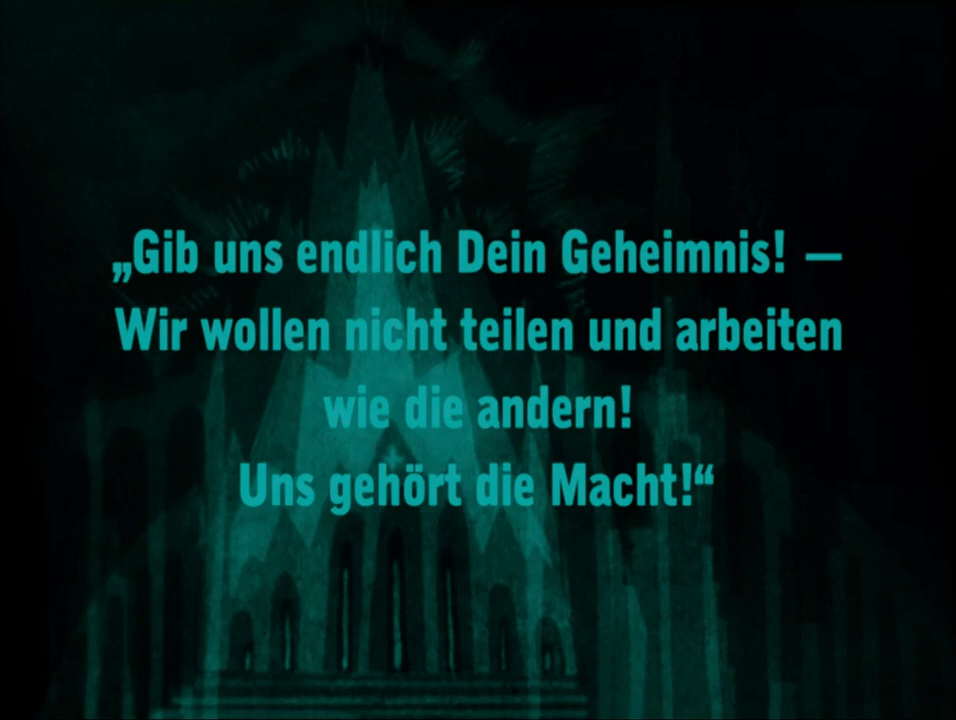 „Gib uns endlich Dein Geheimnis! —
Wir wollen nicht teilen und arbeiten
wie die andern!
Uns gehört die Macht!“